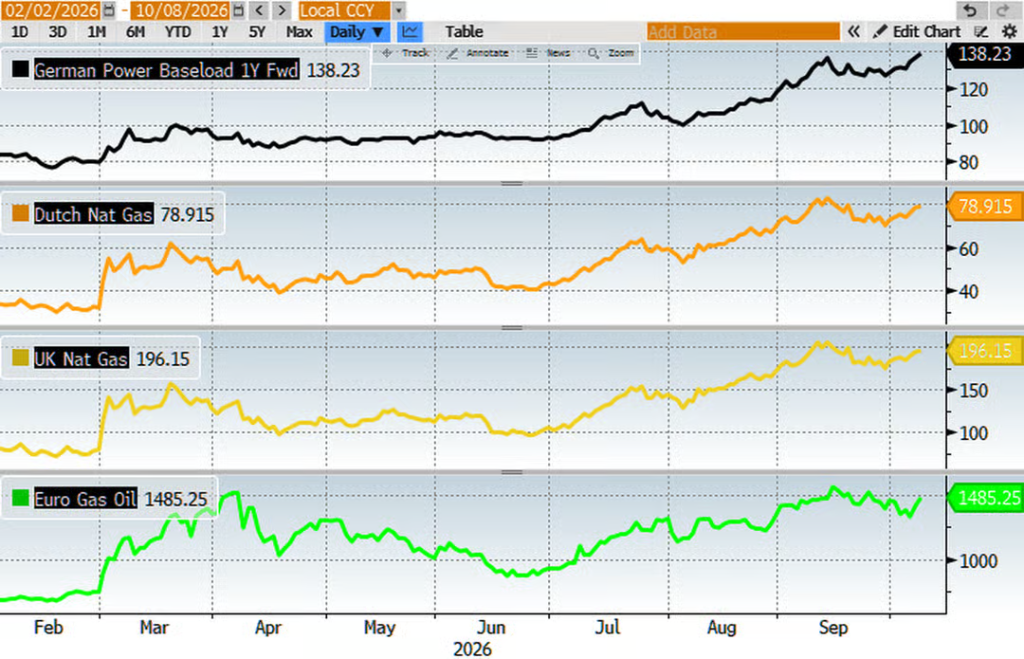 02/02/2026 - 10/08/2026 < > Local CCY
1D 3D 1M 6M YTD 1Y 5Y Max Daily ▼ Table Add Data « Edit Chart
Track Annotate News Zoom
German Power Baseload 1Y Fwd 138.23
138.23
120
100
80
Dutch Nat Gas 78.915
78.915
60
40
UK Nat Gas 196.15
196.15
150
100
Euro Gas Oil 1485.25
1485.25
1000
Feb Mar Apr May Jun Jul Aug Sep
2026